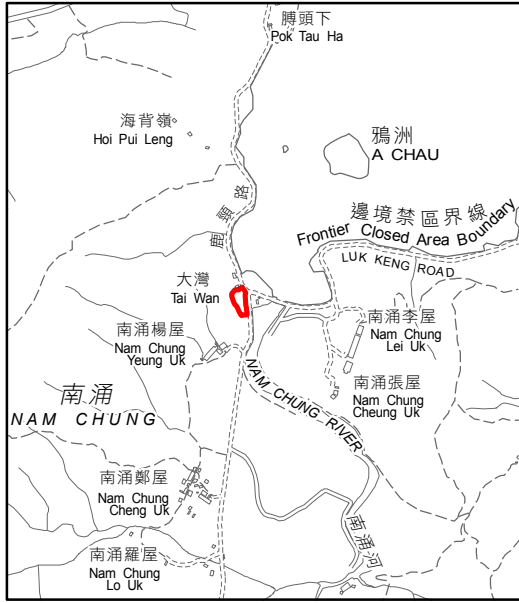 膊頭下
Pok Tau Ha
海背嶺
Hoi Pui Leng
鴉洲
A CHAU
鹿頸路
邊境禁區界線
Frontier Closed Area Boundary
LUK KENG ROAD
大灣
Tai Wan
南涌李屋
Nam Chung
Lei Uk
南涌楊屋
Nam Chung
Yeung Uk
南涌張屋
Nam Chung
Cheung Uk
南涌
NAM CHUNG
NAM CHUNG RIVER
南涌鄭屋
Nam Chung
Cheng Uk
南涌河
南涌羅屋
Nam Chung
Lo Uk